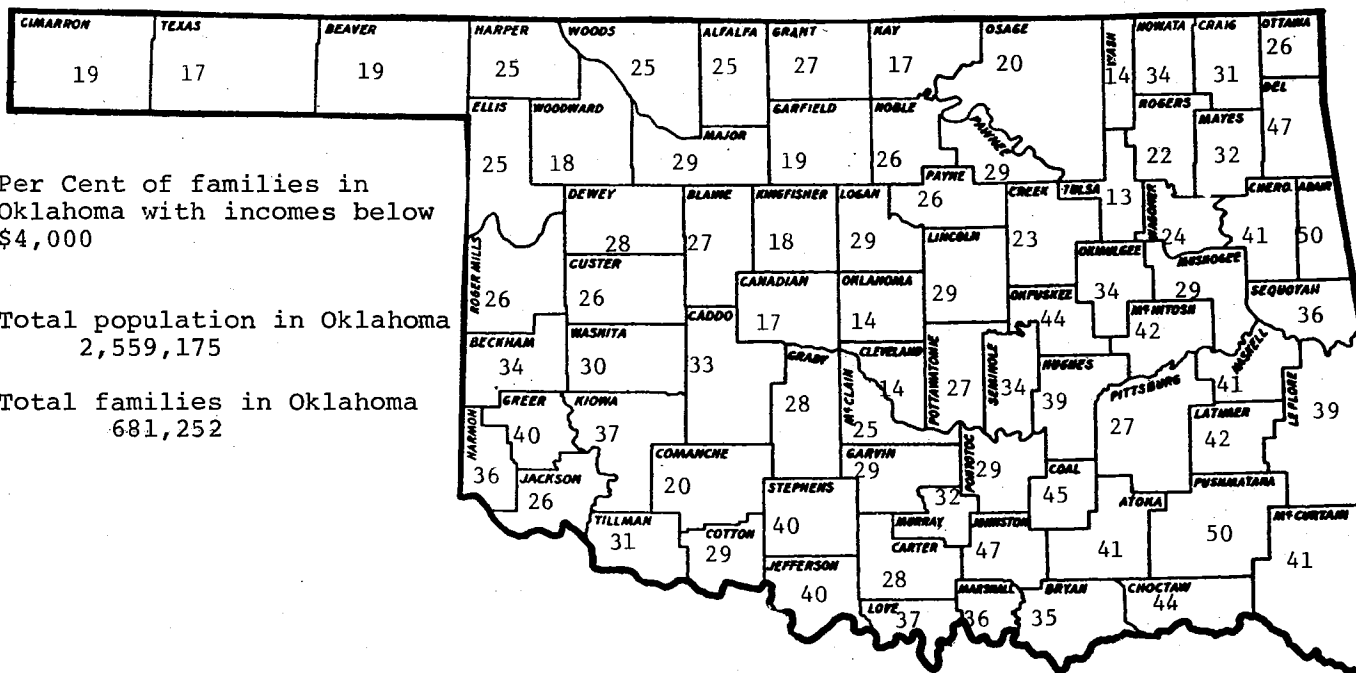 CIMARRON TEXAS BEAVER HARPER WOODS ALFALFA GRANT KAY OSAGE WASH NOWATA CRAIG OTTAWA
19 17 19 25 25 25 27 17 20 14 34 31 26
ELLIS WOODWARD MAJOR GARFIELD NOBLE PAWNEE ROGERS MAYES DEL
25 18 29 19 26 29 22 32 47
Per Cent of families in
Oklahoma with incomes below
$4,000
DEWEY BLAINE KINGFISHER LOGAN PAYNE CREEK TULSA WAGONER CHERO. ADAIR
28 27 18 29 26 23 13 24 41 50
ROGER MILLS CUSTER CANADIAN OKLAHOMA LINCOLN OKFUSKEE OKMULGEE MUSKOGEE MCINTOSH SEQUOYAH
26 26 17 14 29 44 34 29 42 36
Total population in Oklahoma
2,559,175
BECKHAM WASHITA CADDO GRADY MCCLAIN CLEVELAND POTTAWATOMIE SEMINOLE HUGHES PITTSBURG HASKELL LE FLORE
34 30 33 28 25 14 27 34 39 27 41 39
Total families in Oklahoma
681,252
HARMON GREER KIOWA COMANCHE GARVIN PONTOTOC COAL LATIMER
36 40 37 20 29 29 45 42
JACKSON STEPHENS MURRAY JOHNSTON ATOKA PUSHMATAHA MCCURTAIN
26 40 32 47 41 50 41
TILLMAN COTTON JEFFERSON CARTER LOVE MARSHALL BRYAN CHOCTAW
31 29 40 28 37 36 35 44